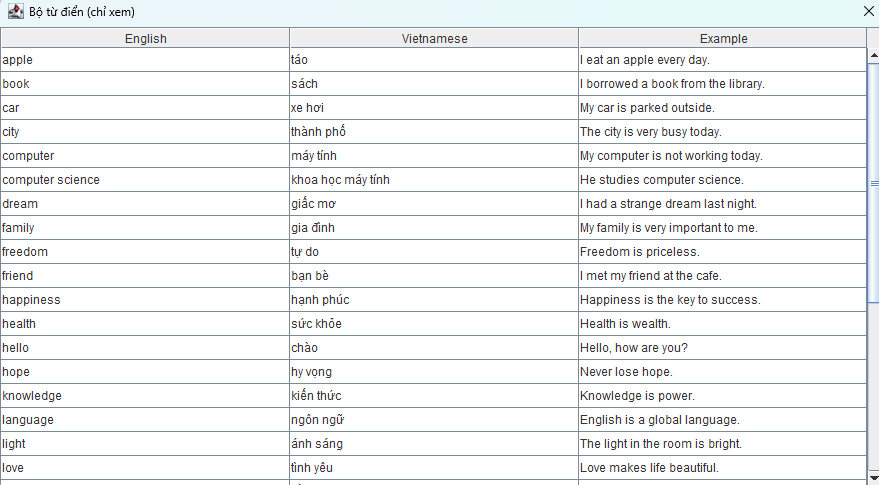 Bộ từ điển (chỉ xem)
English Vietnamese Example
apple táo I eat an apple every day.
book sách I borrowed a book from the library.
car xe hơi My car is parked outside.
city thành phố The city is very busy today.
computer máy tính My computer is not working today.
computer science khoa học máy tính He studies computer science.
dream giấc mơ I had a strange dream last night.
family gia đình My family is very important to me.
freedom tự do Freedom is priceless.
friend bạn bè I met my friend at the cafe.
happiness hạnh phúc Happiness is the key to success.
health sức khỏe Health is wealth.
hello chào Hello, how are you?
hope hy vọng Never lose hope.
knowledge kiến thức Knowledge is power.
language ngôn ngữ English is a global language.
light ánh sáng The light in the room is bright.
love tình yêu Love makes life beautiful.